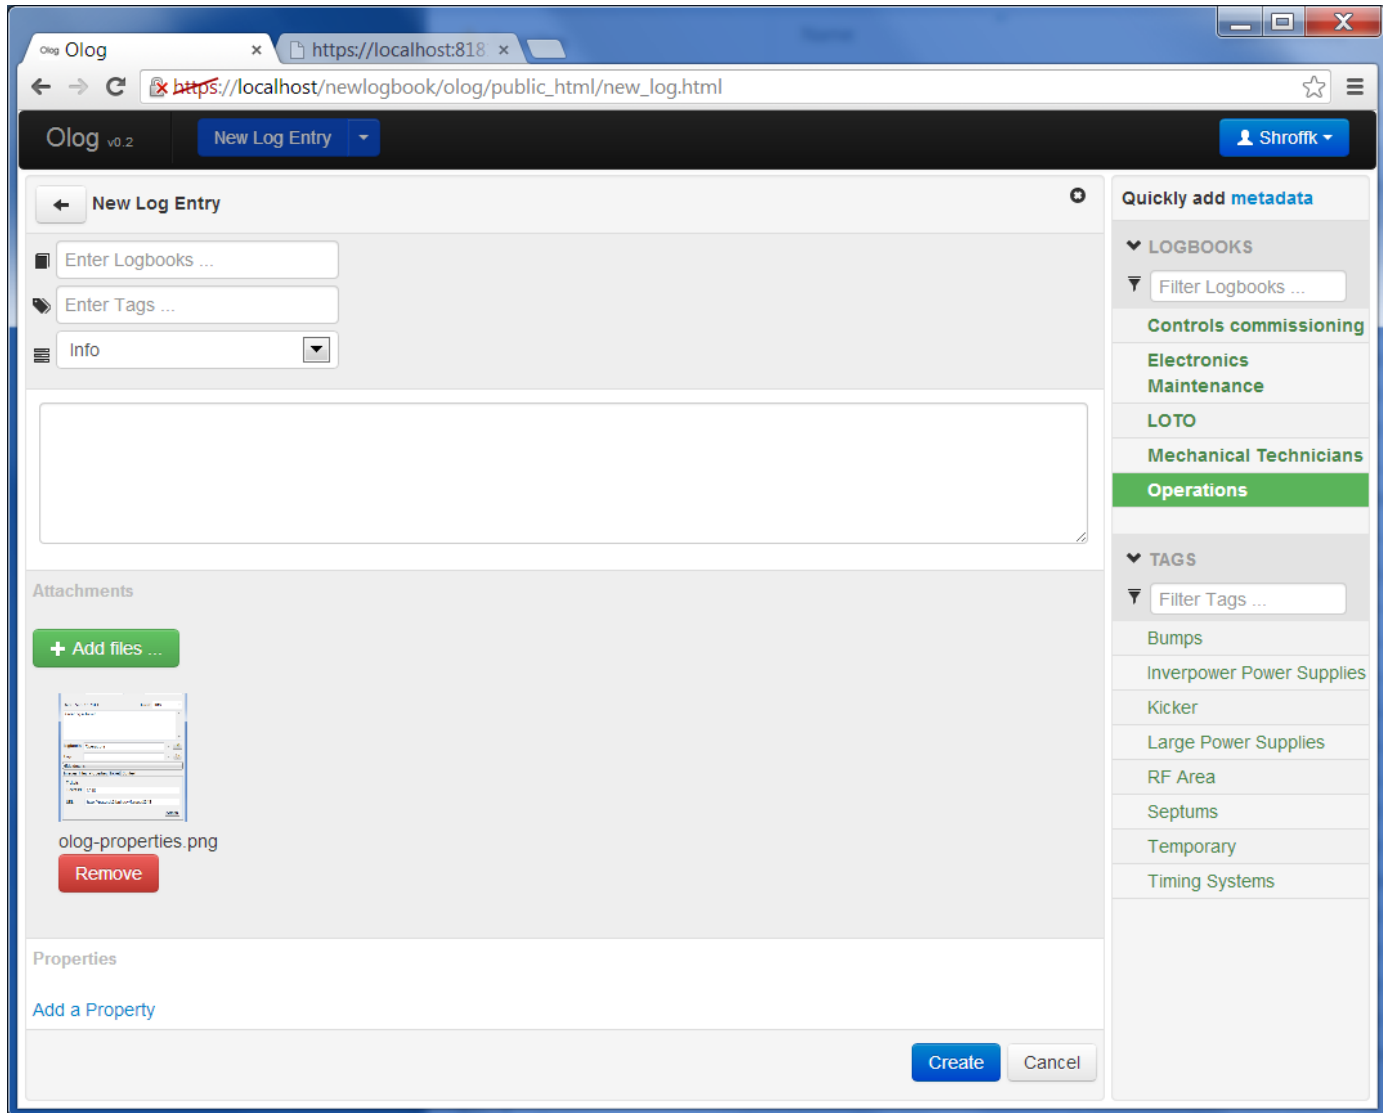 Olog Olog
https://localhost:818
https://localhost/newlogbook/olog/public_html/new_log.html
Olog v0.2
New Log Entry
Shroffk
New Log Entry
Enter Logbooks ...
Enter Tags ...
Info
Attachments
+ Add files ...
olog-properties.png
Remove
Properties
Add a Property
Create
Cancel
Quickly add metadata
LOGBOOKS
Filter Logbooks ...
Controls commissioning
Electronics
Maintenance
LOTO
Mechanical Technicians
Operations
TAGS
Filter Tags ...
Bumps
Inverpower Power Supplies
Kicker
Large Power Supplies
RF Area
Septums
Temporary
Timing Systems